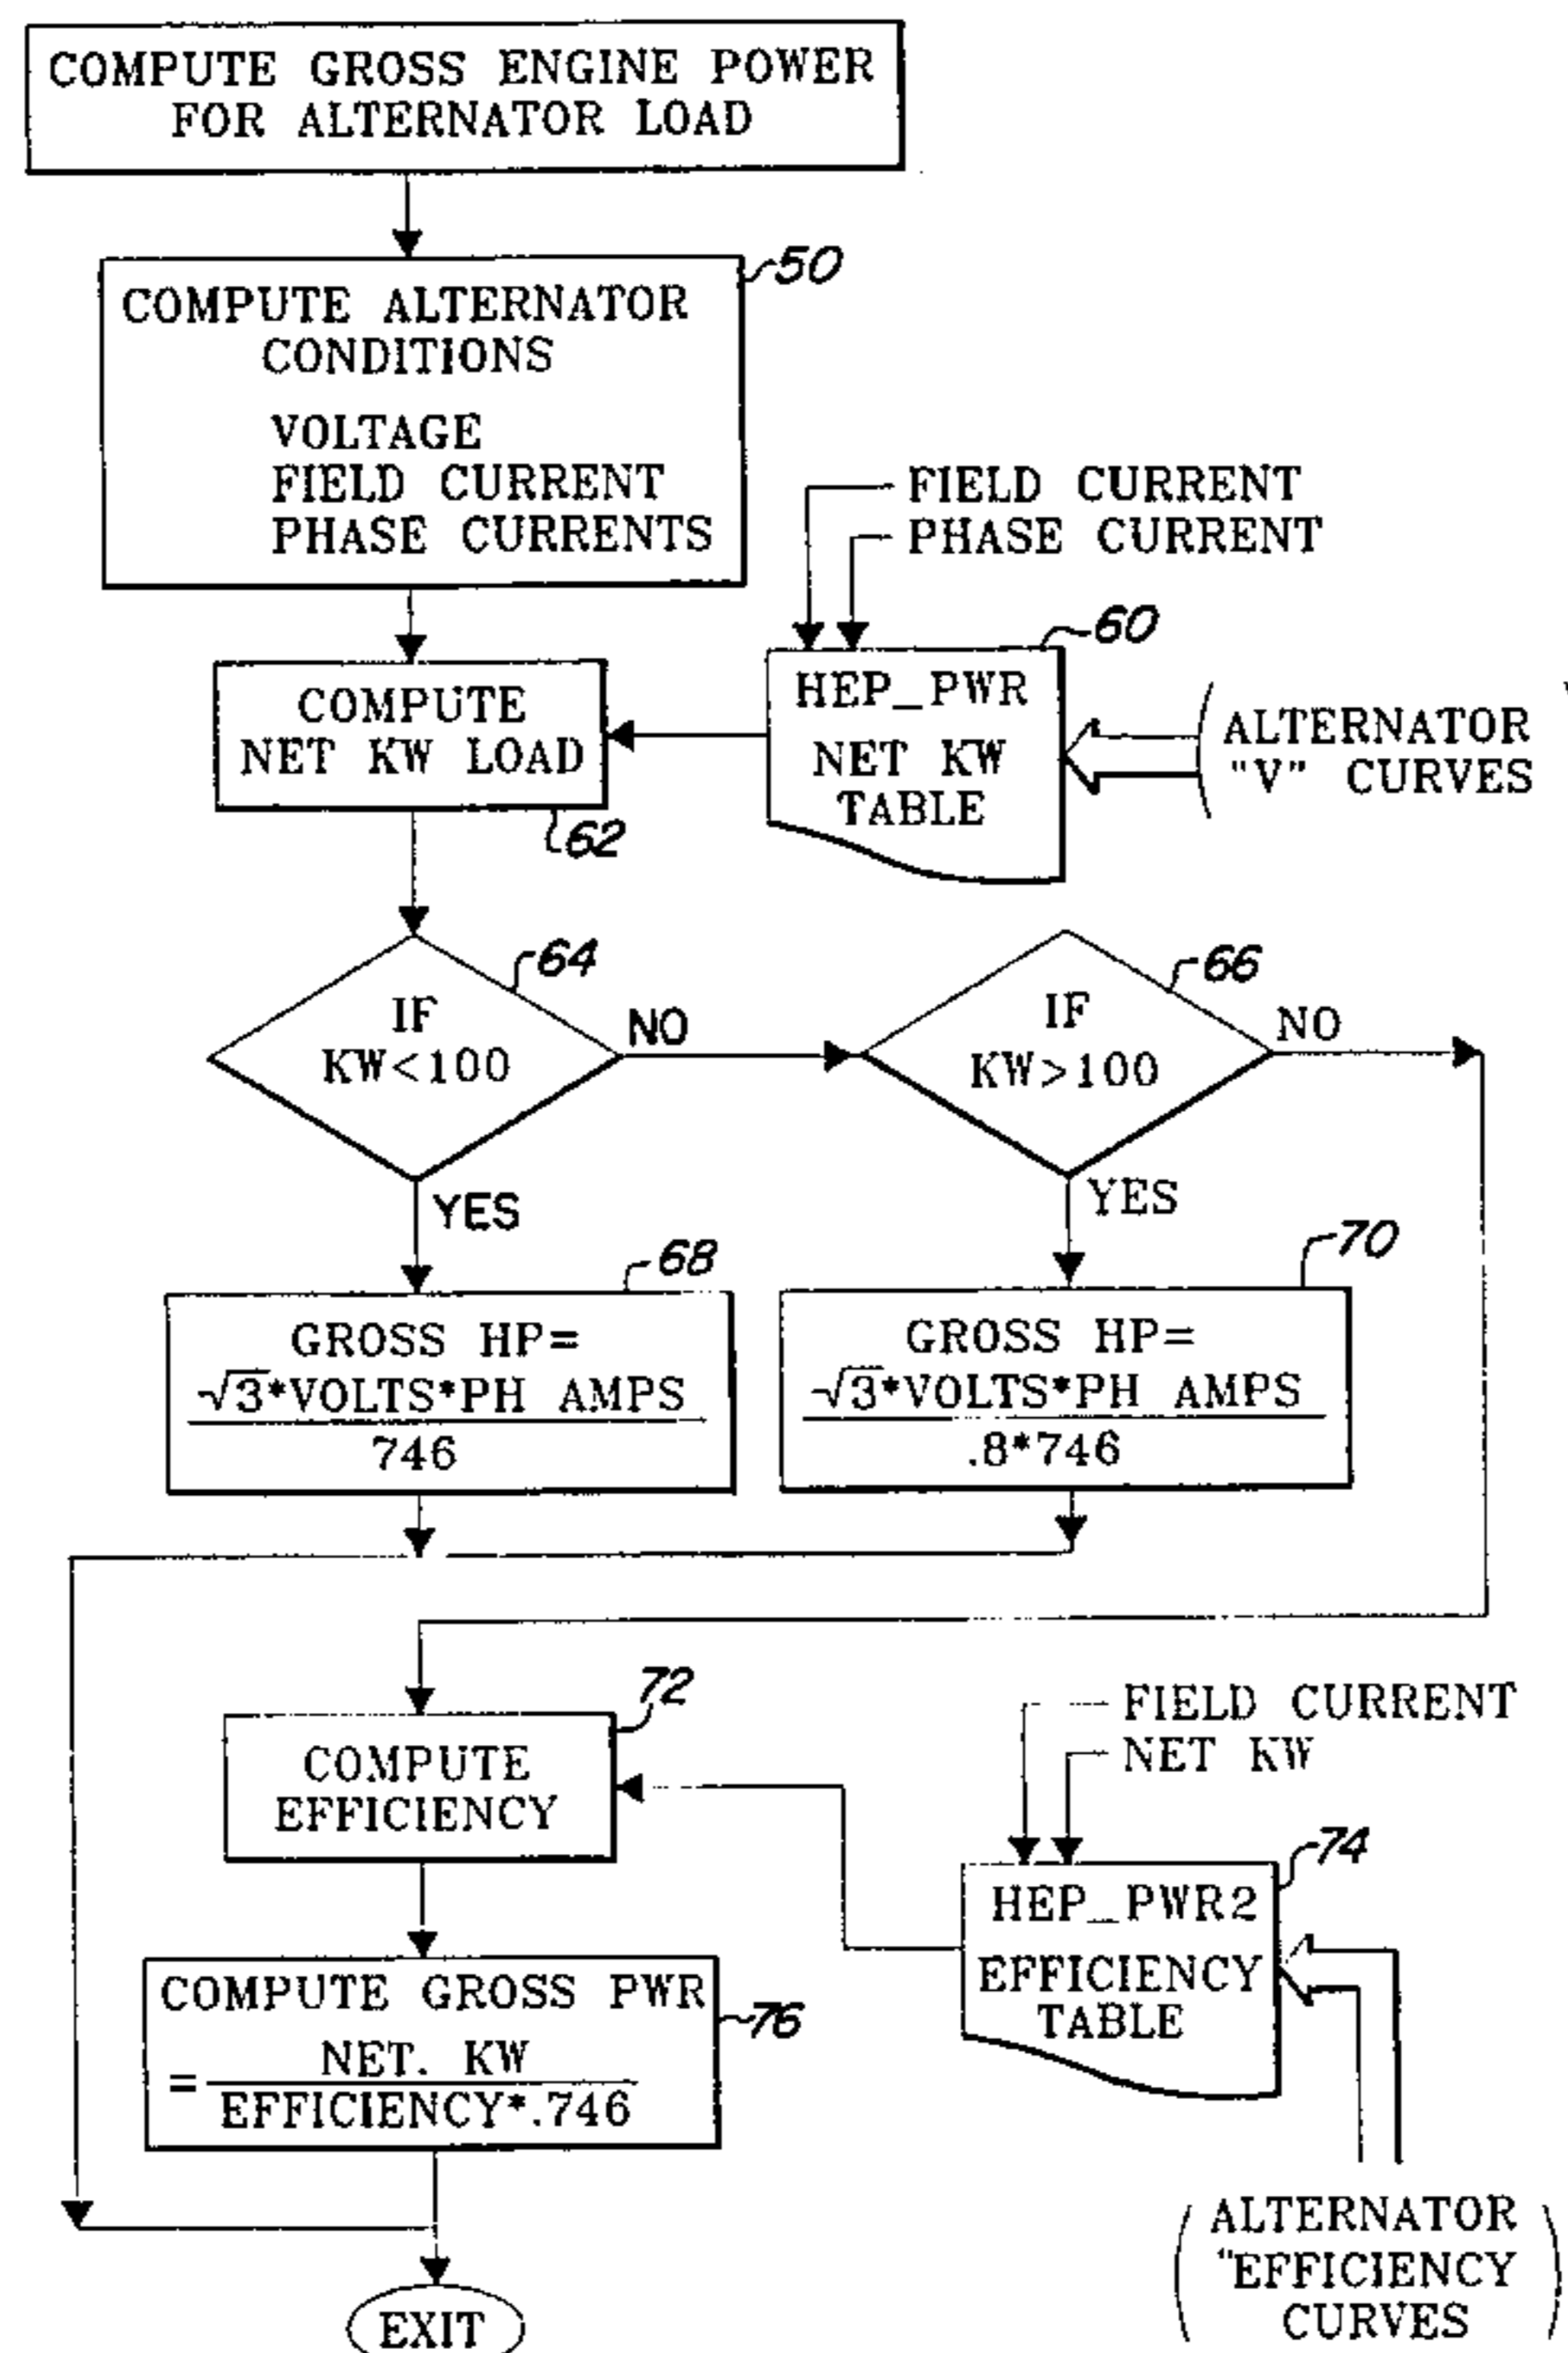 COMPUTE GROSS ENGINE POWER
FOR ALTERNATOR LOAD
50
COMPUTE ALTERNATOR
CONDITIONS
VOLTAGE
FIELD CURRENT
PHASE CURRENTS
FIELD CURRENT
PHASE CURRENT
60
HEP_PWR
NET KW
TABLE
ALTERNATOR
"V" CURVES
COMPUTE
NET KW LOAD
62
64
IF
KW<100
NO
YES
66
IF
KW>100
NO
YES
68
GROSS HP=
√3*VOLTS*PH AMPS
746
70
GROSS HP=
√3*VOLTS*PH AMPS
.8*746
72
COMPUTE
EFFICIENCY
FIELD CURRENT
NET KW
74
HEP_PWR2
EFFICIENCY
TABLE
COMPUTE GROSS PWR
= NET. KW
EFFICIENCY*.746
76
ALTERNATOR
"EFFICIENCY
CURVES
EXIT